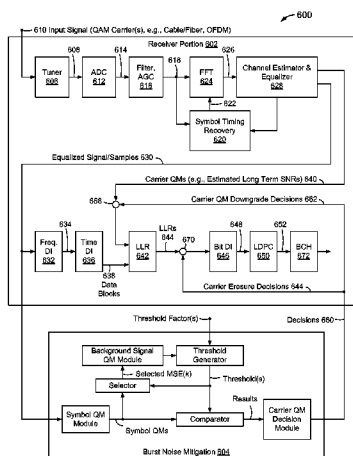 600
610 Input Signal (QAM Carrier(s), e.g., Cable/Fiber, OFDM)
Receiver Portion 602
608
614
618
626
Tuner
606
ADC
612
Filter,
AGC
616
FFT
624
Channel Estimator &
Equalizer
628
622
Symbol Timing
Recovery
620
Equalized Signal/Samples 630
Carrier QMs (e.g., Estimated Long Term SNRs) 640
Carrier QM Downgrade Decisions 662
668
634
LLRs
644
670
648
652
Freq.
DI
632
Time
DI
636
LLR
642
Bit DI
646
LDPC
650
BCH
672
638
Data
Blocks
Carrier Erasure Decisions 644
Threshold Factor(s)
Decisions 660
Background Signal
QM Module
Threshold
Generator
Selected MSE(k)
Threshold(s)
Selector
Results
Symbol QM
Module
Comparator
Carrier QM
Decision
Module
Symbol QMs
Burst Noise Mitigation 604